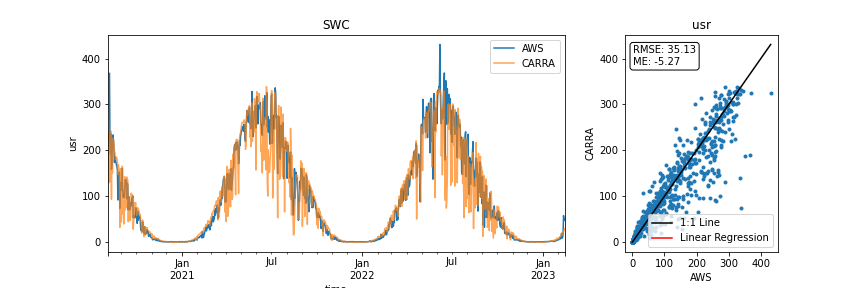 SWC
usr
400
300
200
100
0
usr
AWS
CARRA
Jan
2021
Jul
Jan
2022
Jul
Jan
2023
time
usr
RMSE: 35.13
ME: -5.27
CARRA
400
300
200
100
0
1:1 Line
Linear Regression
0 100 200 300 400
AWS